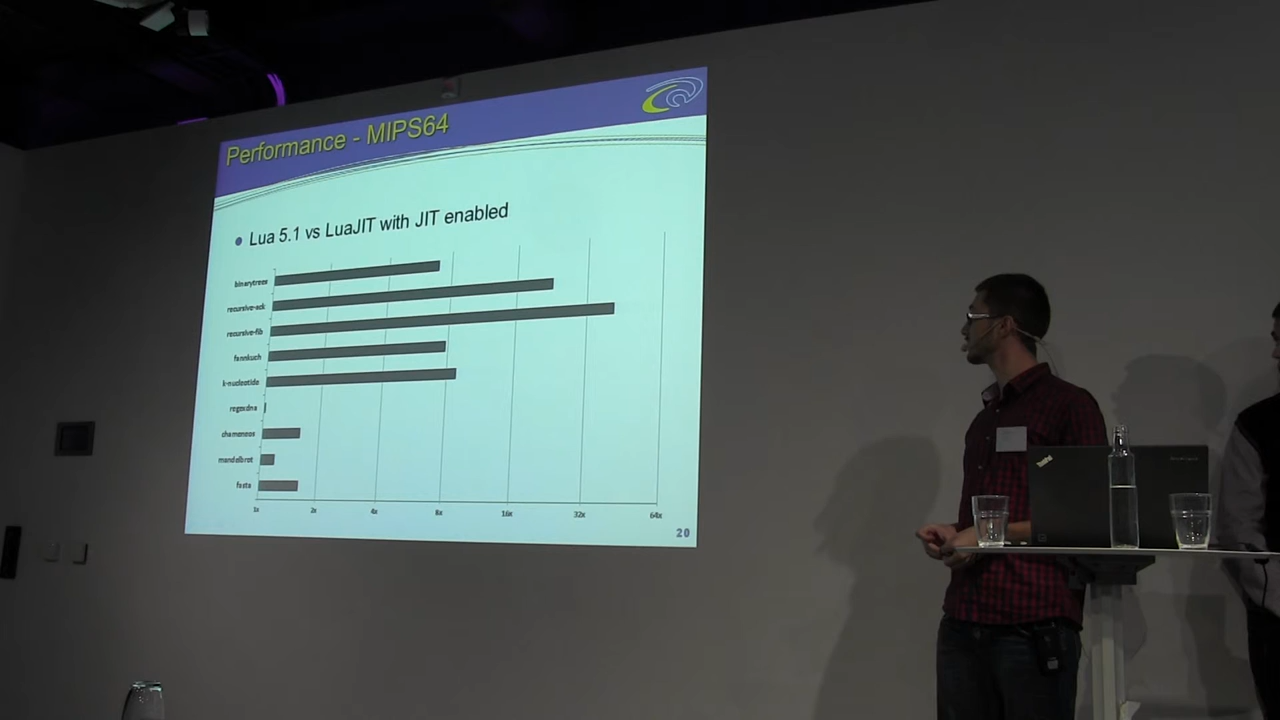 Performance - MIPS64
Lua 5.1 vs LuaJIT with JIT enabled
binarytrees
recursive-ack
recursive-fib
fannkuch
k-nucleotide
regexdna
chameneos
mandelbrot
fasta
1x 2x 4x 8x 16x 32x 64x
20